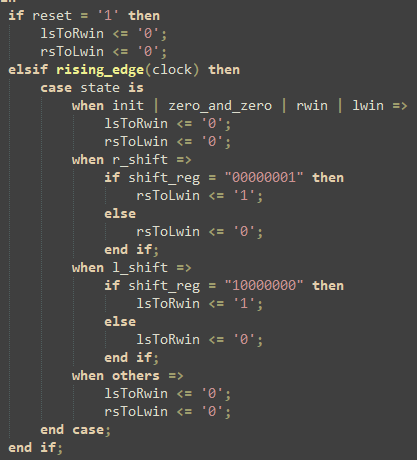 if reset = '1' then
lsToRwin <= '0';
rsToLwin <= '0';
elsif rising_edge(clock) then
case state is
when init | zero_and_zero | rwin | lwin =>
lsToRwin <= '0';
rsToLwin <= '0';
when r_shift =>
if shift_reg = "00000001" then
rsToLwin <= '1';
else
rsToLwin <= '0';
end if;
when l_shift =>
if shift_reg = "10000000" then
lsToRwin <= '1';
else
lsToRwin <= '0';
end if;
when others =>
lsToRwin <= '0';
rsToLwin <= '0';
end case;
end if;